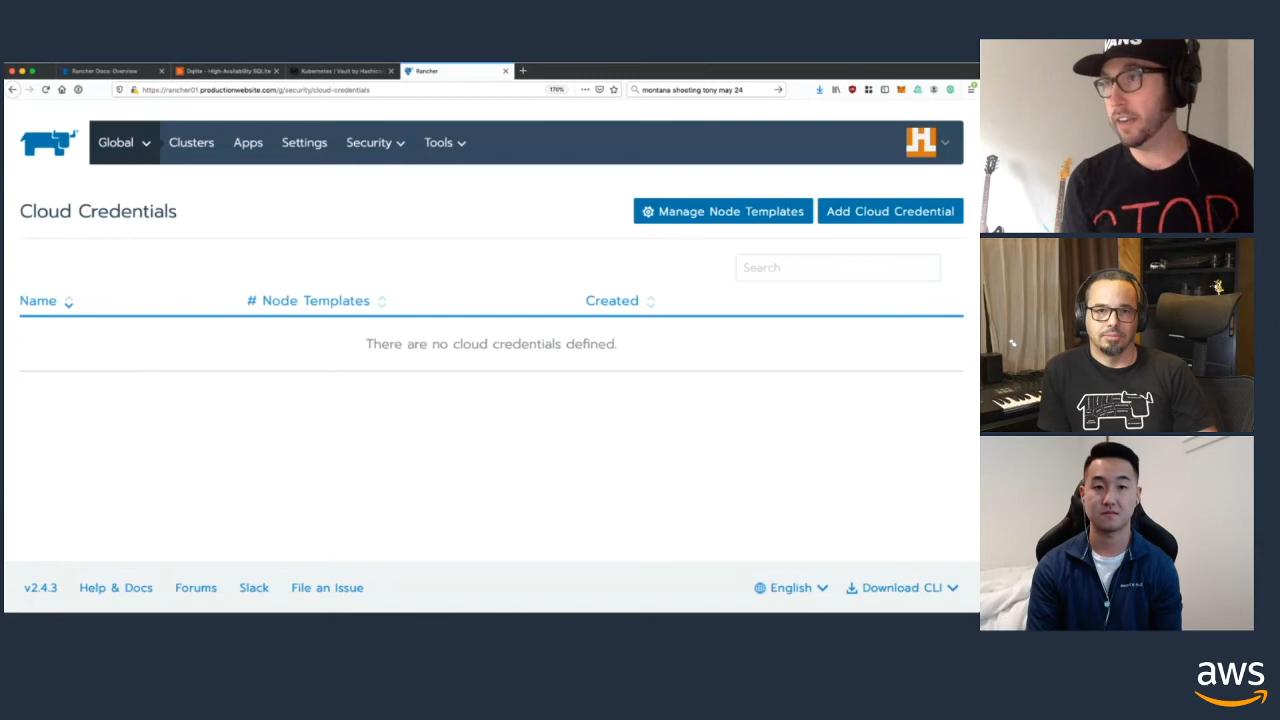 Rancher Docs: Overview
Dqlite - High-Availability SQLite
Kubernetes | Vault by Hashic
Rancher
https://rancher01.productionwebsite.com/g/security/cloud-credentials
170%
montana shooting tony may 24
Global
Clusters
Apps
Settings
Security
Tools
Cloud Credentials
Manage Node Templates
Add Cloud Credential
Search
Name
# Node Templates
Created
There are no cloud credentials defined.
v2.4.3
Help & Docs
Forums
Slack
File an Issue
English
Download CLI
VANS
STOP
aws